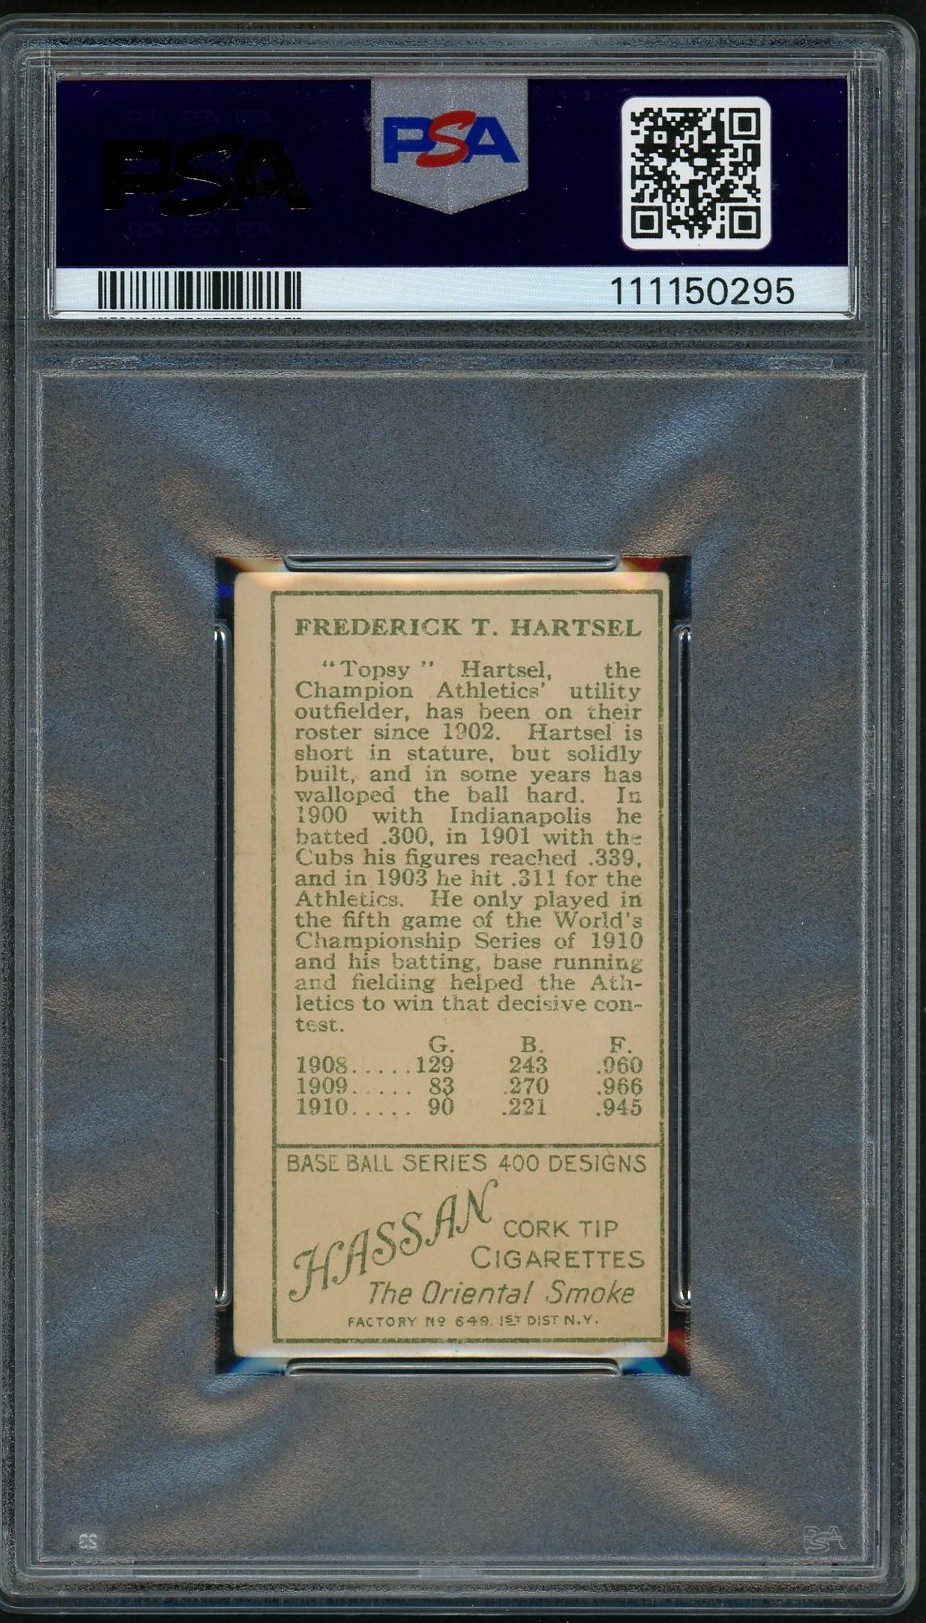 PSA
PSA
111150295
FREDERICK T. HARTSEL
"Topsy" Hartsel, the
Champion Athletics' utility
outfielder, has been on their
roster since 1902. Hartsel is
short in stature, but solidly
built, and in some years has
walloped the ball hard. In
1900 with Indianapolis he
batted .300, in 1901 with the
Cubs his figures reached .339,
and in 1903 he hit .311 for the
Athletics. He only played in
the fifth game of the World's
Championship Series of 1910
and his batting, base running
and fielding helped the Ath-
letics to win that decisive con-
test.
G. B. F.
1908.....129 243 .960
1909..... 83 .270 .966
1910..... 90 .221 .945
BASE BALL SERIES 400 DESIGNS
HASSAN CORK TIP
CIGARETTES
The Oriental Smoke
FACTORY Nº 649. 1ST DIST N.Y.
23
PSA